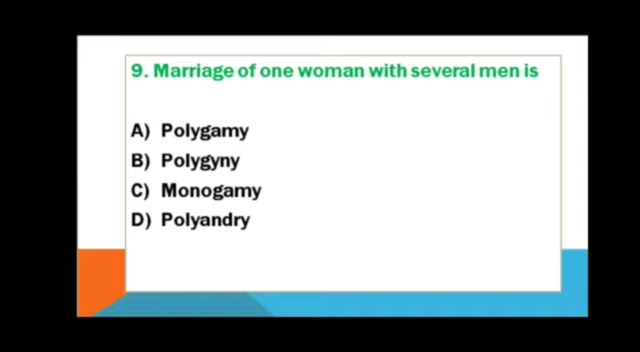 9. Marriage of one woman with several men is
A) Polygamy
B) Polygyny
C) Monogamy
D) Polyandry